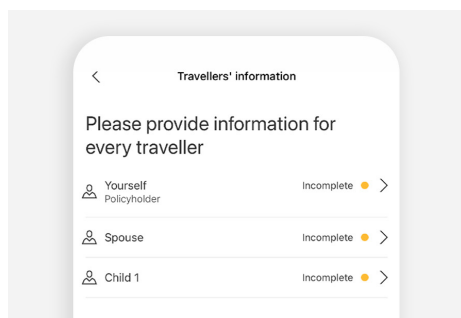 Travellers' information
Please provide information for
every traveller
Yourself Incomplete
Policyholder
Spouse Incomplete
Child 1 Incomplete